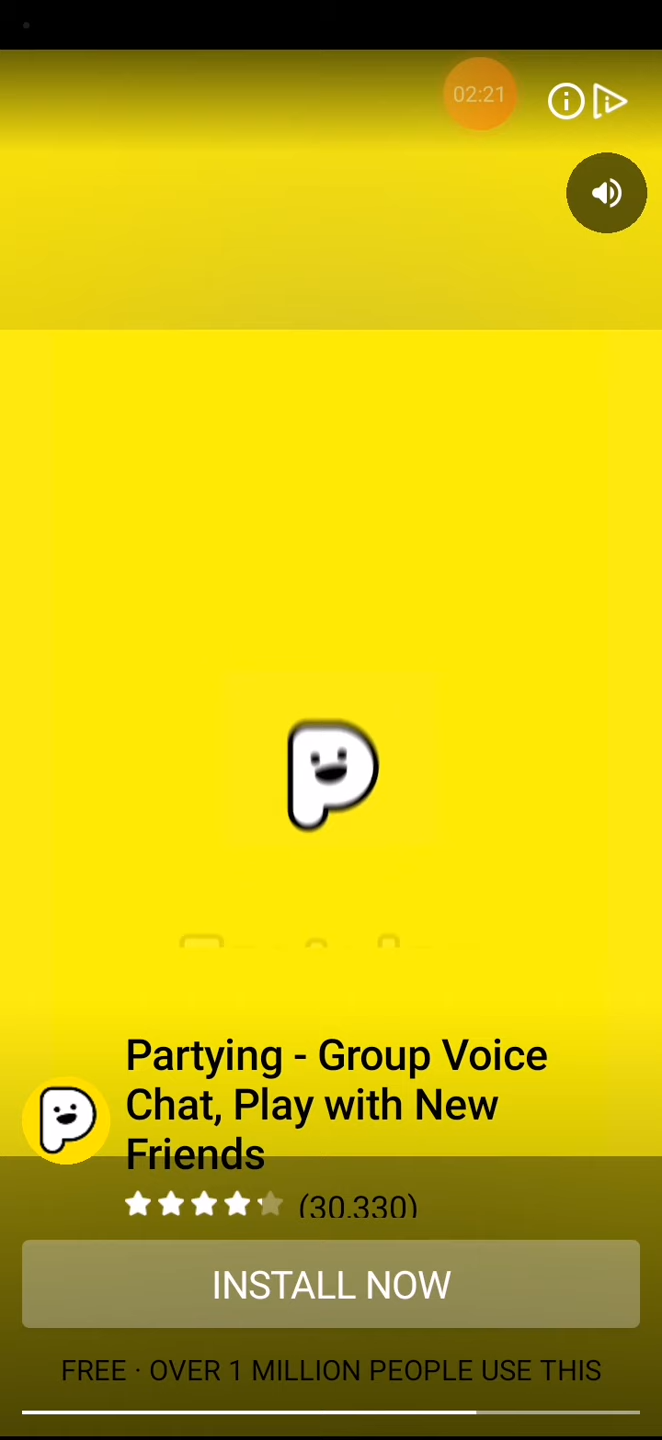 02:21
Partying - Group Voice
Chat, Play with New
Friends
(30,330)
INSTALL NOW
FREE · OVER 1 MILLION PEOPLE USE THIS